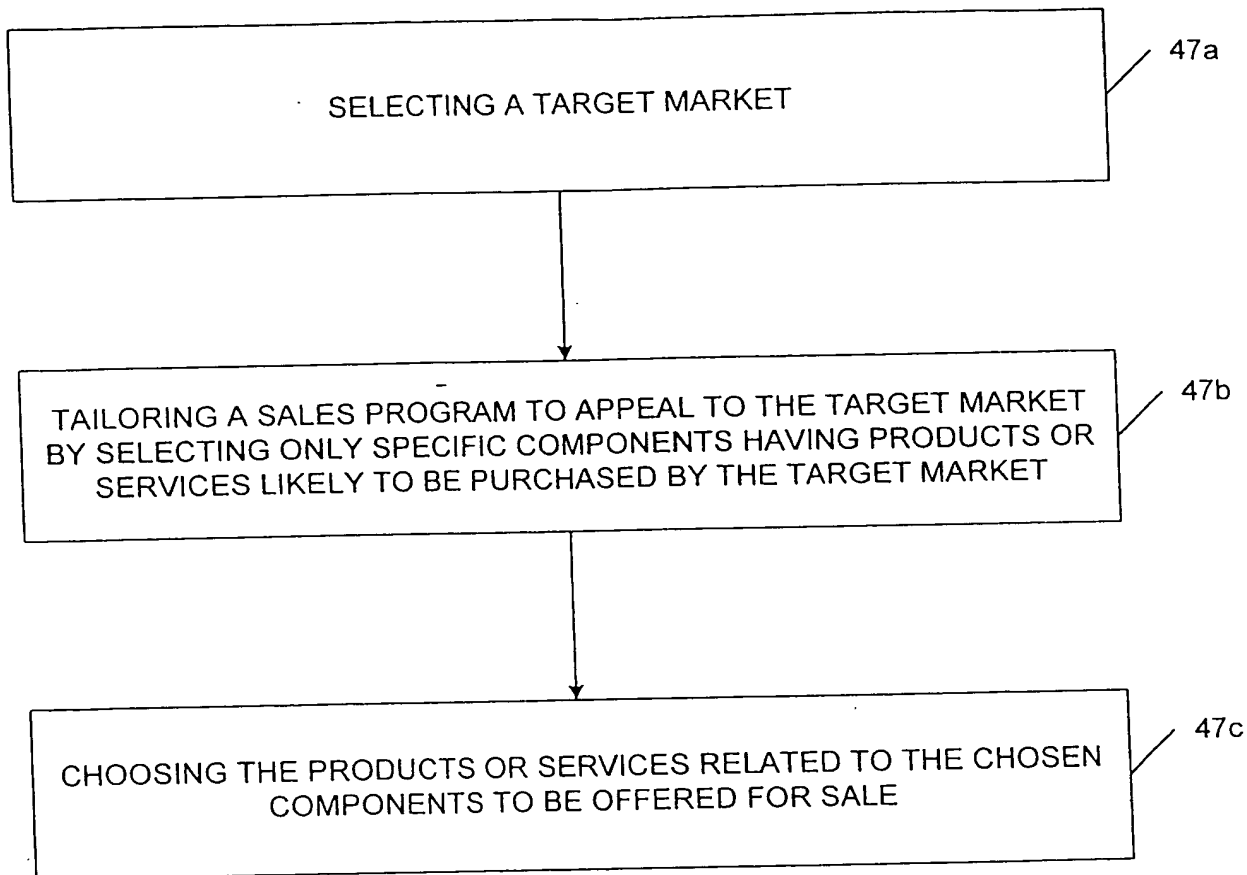 47a
SELECTING A TARGET MARKET
47b
TAILORING A SALES PROGRAM TO APPEAL TO THE TARGET MARKET
BY SELECTING ONLY SPECIFIC COMPONENTS HAVING PRODUCTS OR
SERVICES LIKELY TO BE PURCHASED BY THE TARGET MARKET
47c
CHOOSING THE PRODUCTS OR SERVICES RELATED TO THE CHOSEN
COMPONENTS TO BE OFFERED FOR SALE